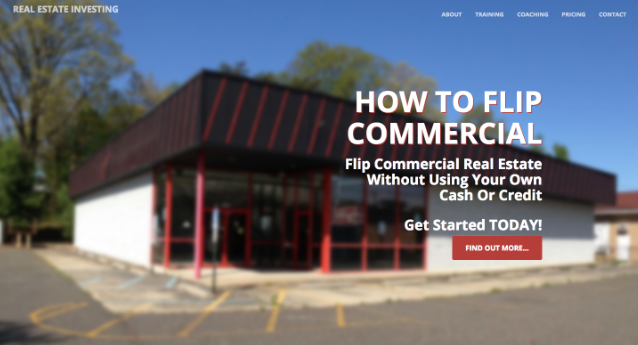 REAL ESTATE INVESTING
ABOUT TRAINING COACHING PRICING CONTACT
HOW TO FLIP
COMMERCIAL
Flip Commercial Real Estate
Without Using Your Own
Cash Or Credit
Get Started TODAY!
FIND OUT MORE...